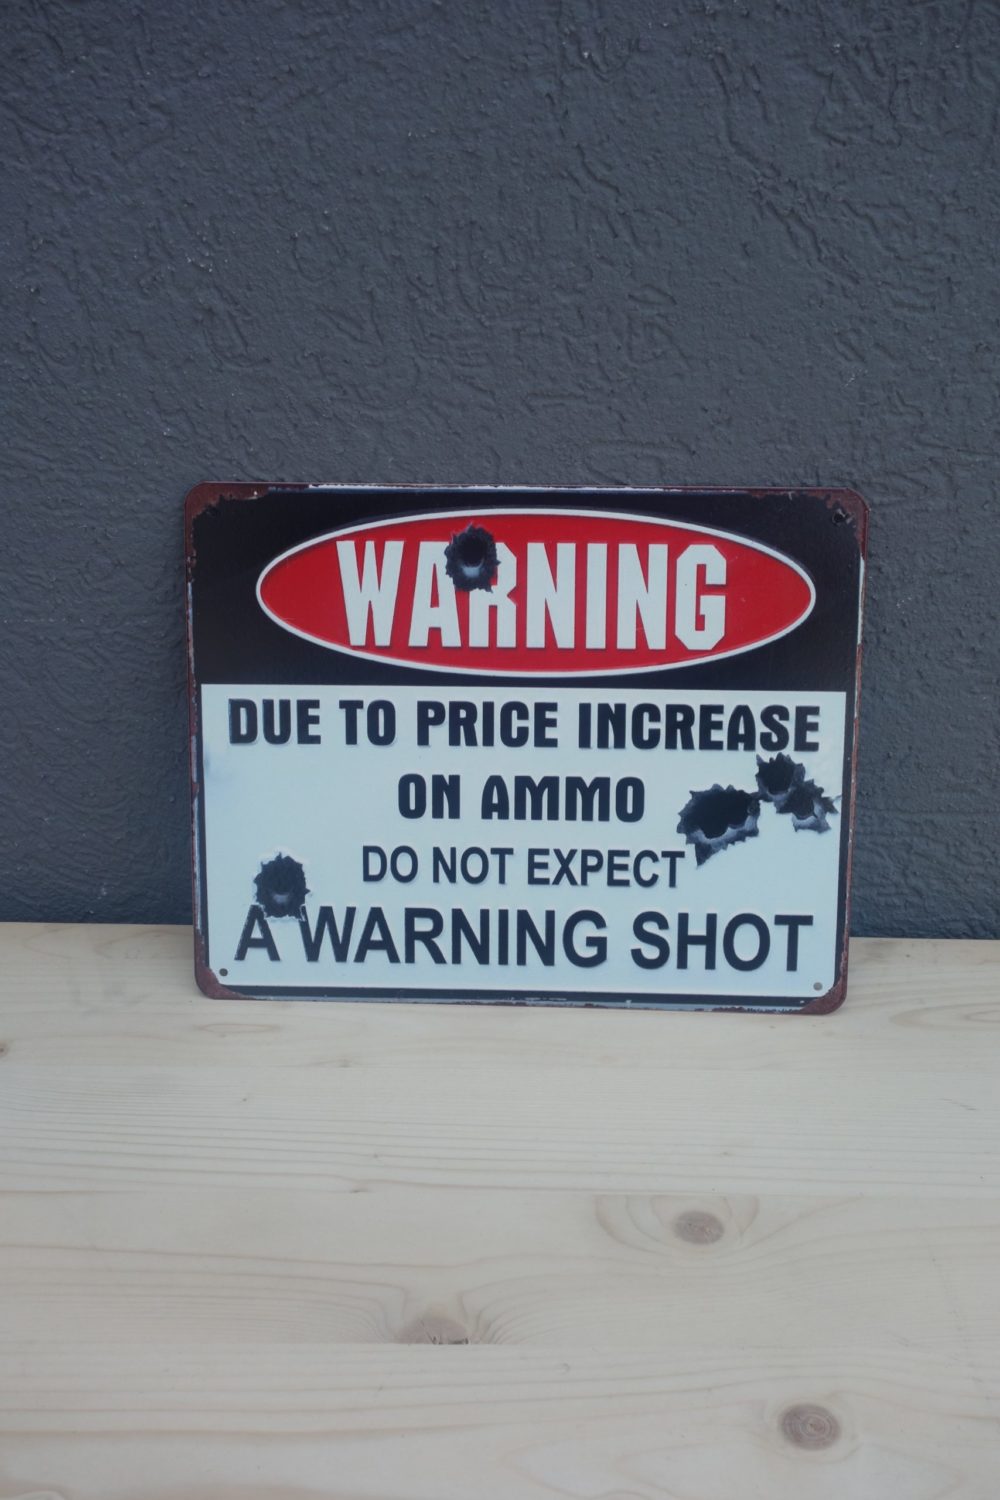 WARNING
DUE TO PRICE INCREASE
ON AMMO
DO NOT EXPECT
A WARNING SHOT